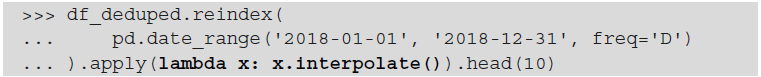 >>> df_deduped.reindex(
...     pd.date_range('2018-01-01', '2018-12-31', freq='D')
... ).apply(lambda x: x.interpolate()).head(10)